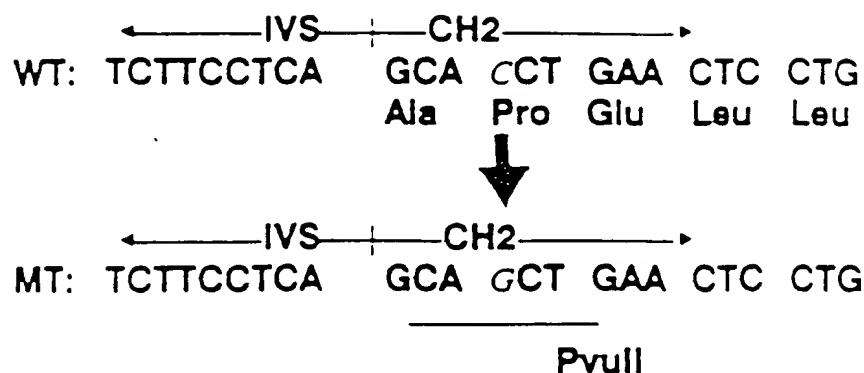 IVS CH2
WT: TCTTCCTCA GCA CCT GAA CTC CTG
Ala Pro Glu Leu Leu
IVS CH2
MT: TCTTCCTCA GCA GCT GAA CTC CTG
PvuII